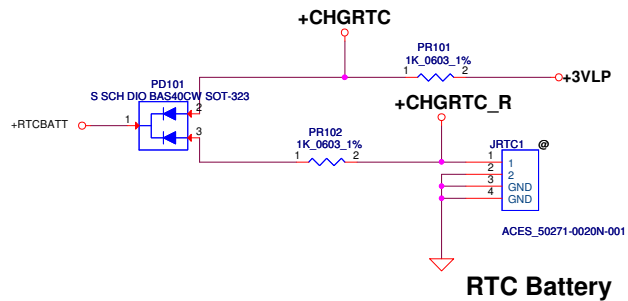 +CHGRTC
PR101
1K_0603_1%
1 2
+3VLP
PD101
S SCH DIO BAS40CW SOT-323
2
+RTCBATT
1
3
+CHGRTC_R
PR102
1K_0603_1%
1 2
JRTC1 @
1 1
2 2
3 GND
4 GND
ACES_50271-0020N-001
RTC Battery